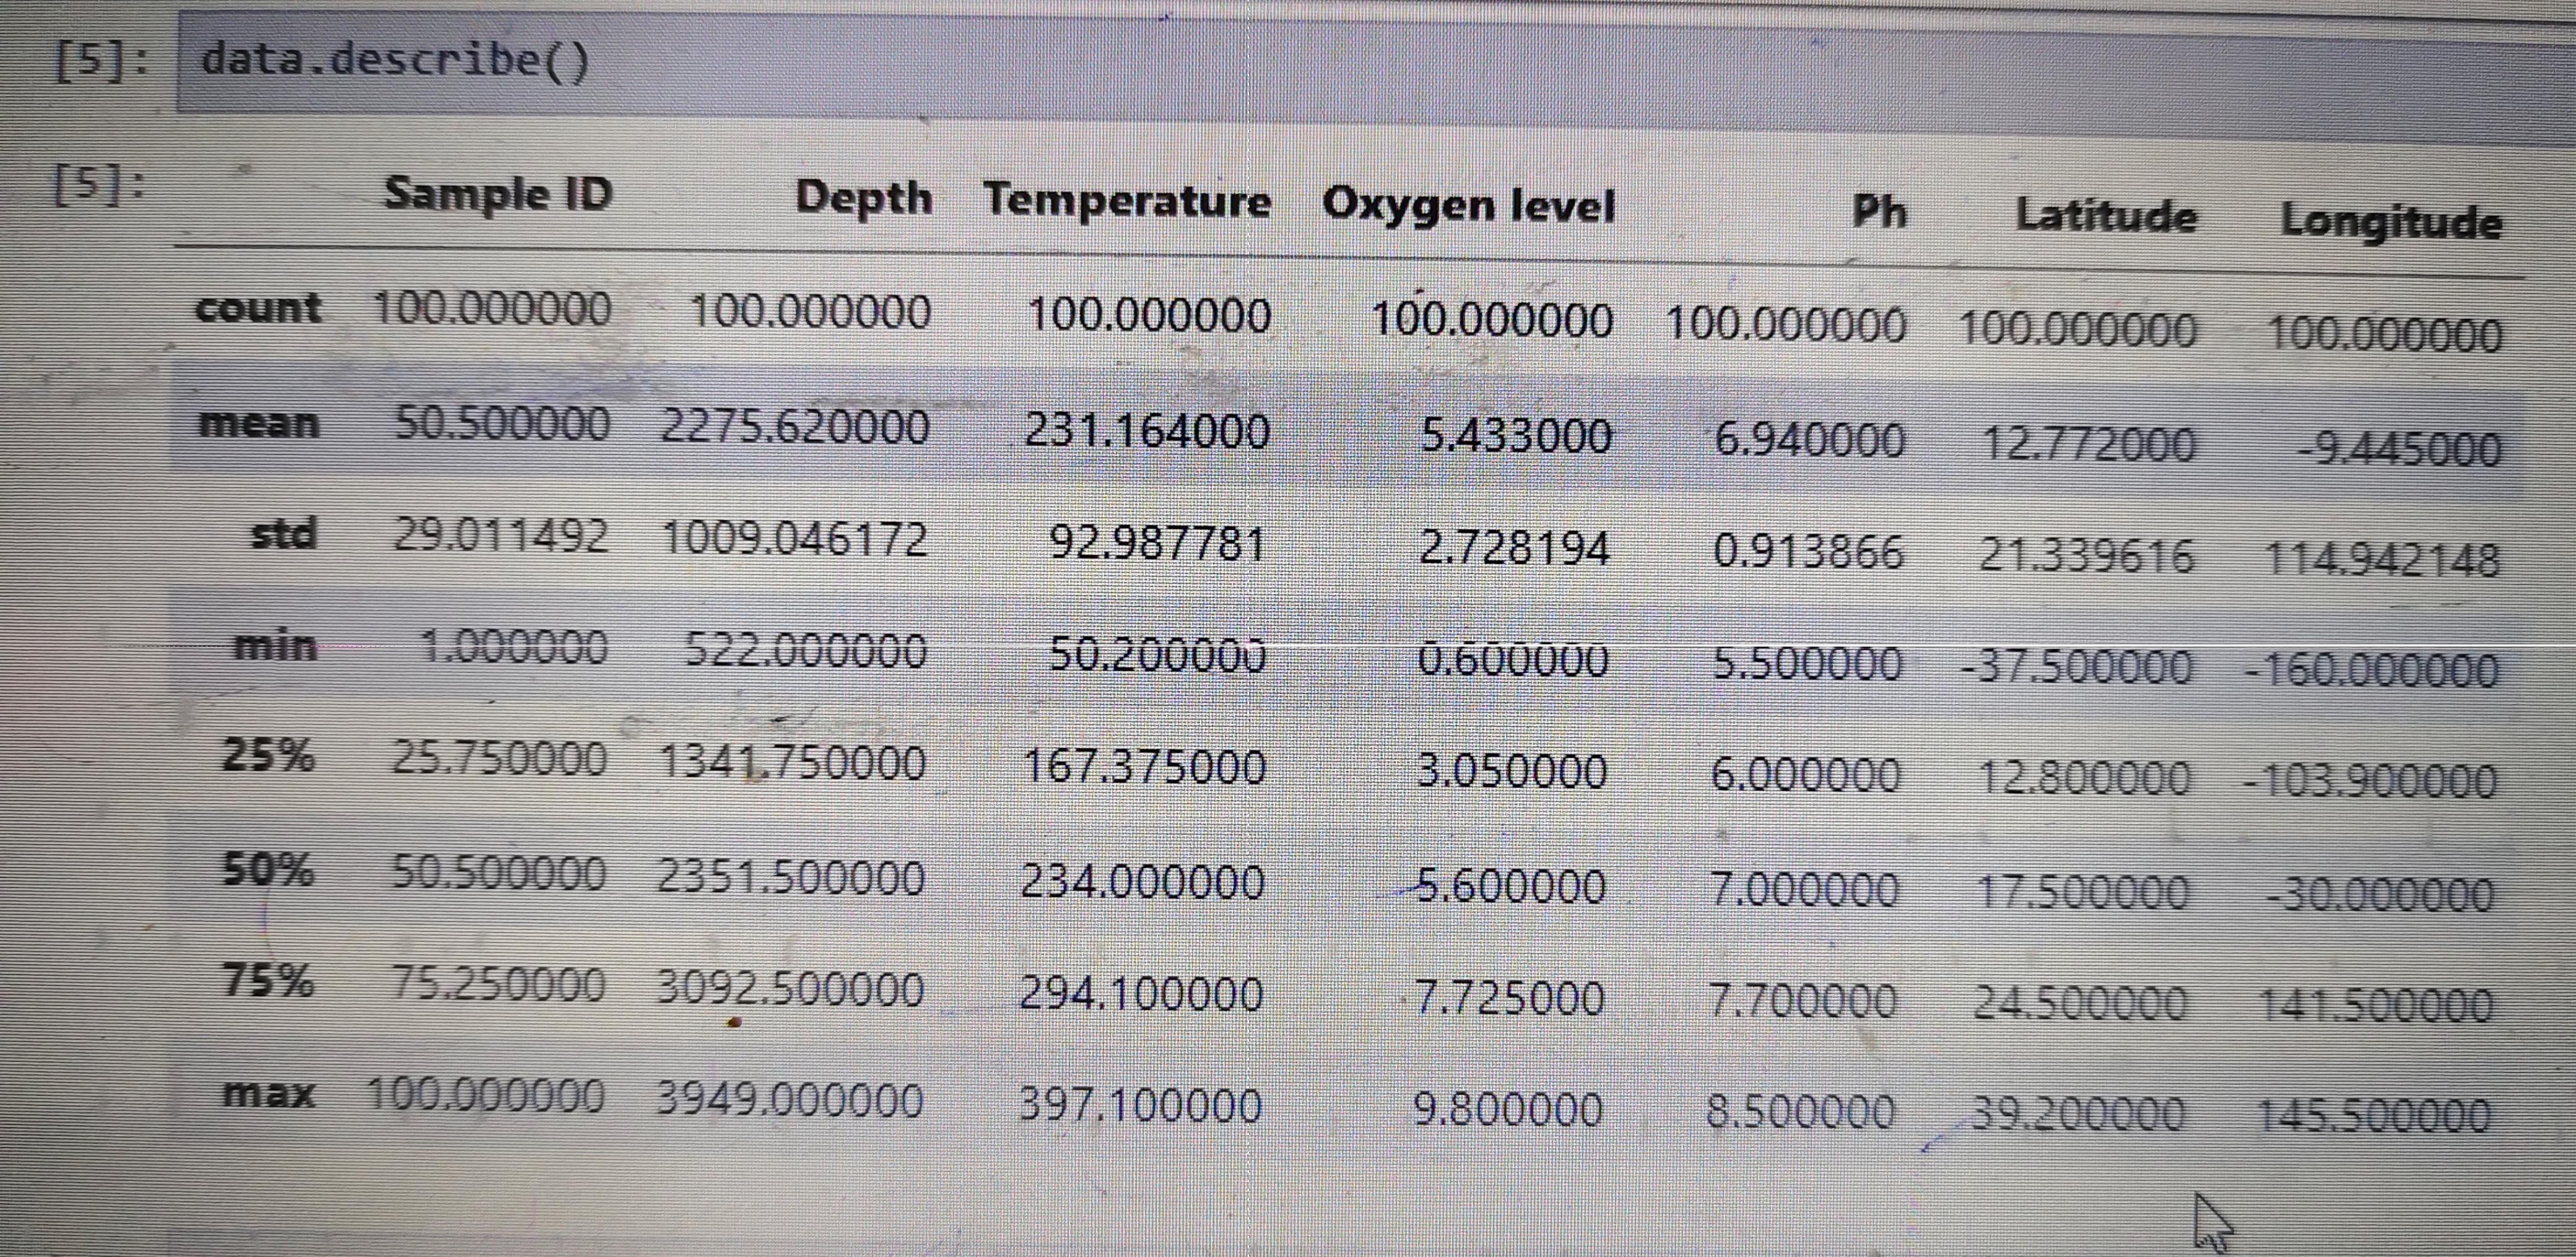 [5]: data.describe()
[5]: Sample ID Depth Temperature Oxygen level Ph Latitude Longitude
count 100.000000 100.000000 100.000000 100.000000 100.000000 100.000000 100.000000
mean 50.500000 2275.620000 231.164000 5.433000 6.940000 12.772000 -9.445000
std 29.011492 1009.046172 92.987781 2.728194 0.913866 21.339616 114.942148
min 1.000000 522.000000 50.200000 0.600000 5.500000 -37.500000 -160.000000
25% 25.750000 1341.750000 167.375000 3.050000 6.000000 12.800000 -103.900000
50% 50.500000 2351.500000 234.000000 5.600000 7.000000 17.500000 -30.000000
75% 75.250000 3092.500000 294.100000 7.725000 7.700000 24.500000 141.500000
max 100.000000 3949.000000 397.100000 9.800000 8.500000 39.200000 145.500000